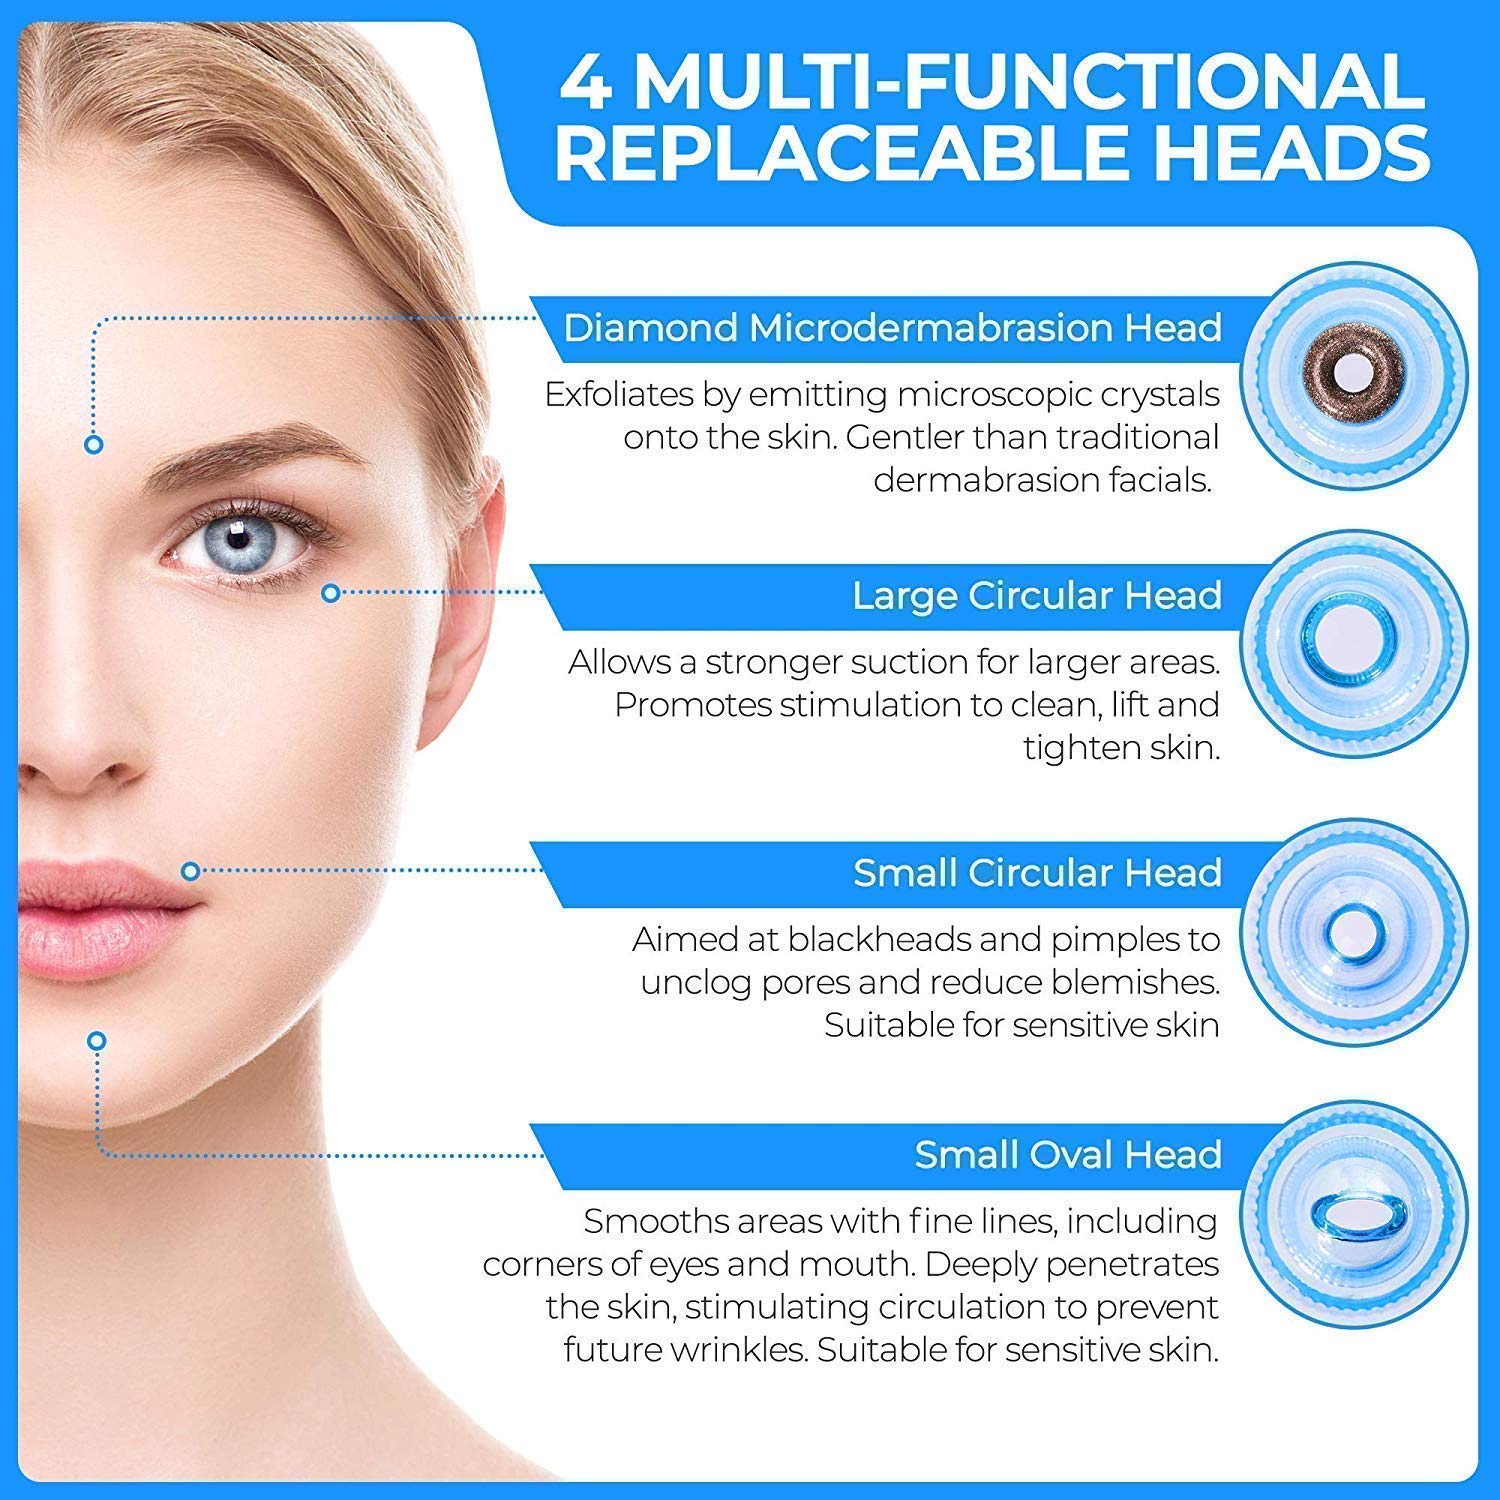 4 MULTI-FUNCTIONAL
REPLACEABLE HEADS
Diamond Microdermabrasion Head
Exfoliates by emitting microscopic crystals
onto the skin. Gentler than traditional
dermabrasion facials.
Large Circular Head
Allows a stronger suction for larger areas.
Promotes stimulation to clean, lift and
tighten skin.
Small Circular Head
Aimed at blackheads and pimples to
unclog pores and reduce blemishes.
Suitable for sensitive skin
Small Oval Head
Smooths areas with fine lines, including
corners of eyes and mouth. Deeply penetrates
the skin, stimulating circulation to prevent
future wrinkles. Suitable for sensitive skin.